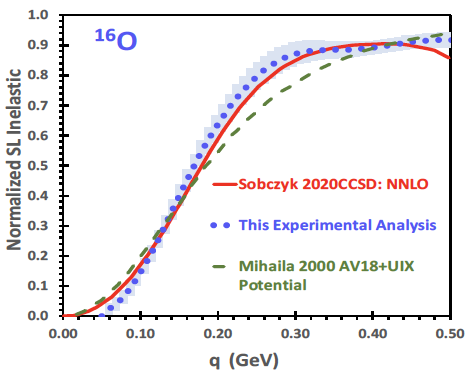 ¹⁶O
Normalized SL Inelastic
1.0
0.9
0.8
0.7
0.6
0.5
0.4
0.3
0.2
0.1
0.0
Sobczyk 2020CCSD: NNLO
This Experimental Analysis
Mihaila 2000 AV18+UIX
Potential
0.00 0.10 0.20 0.30 0.40 0.50
q (GeV)